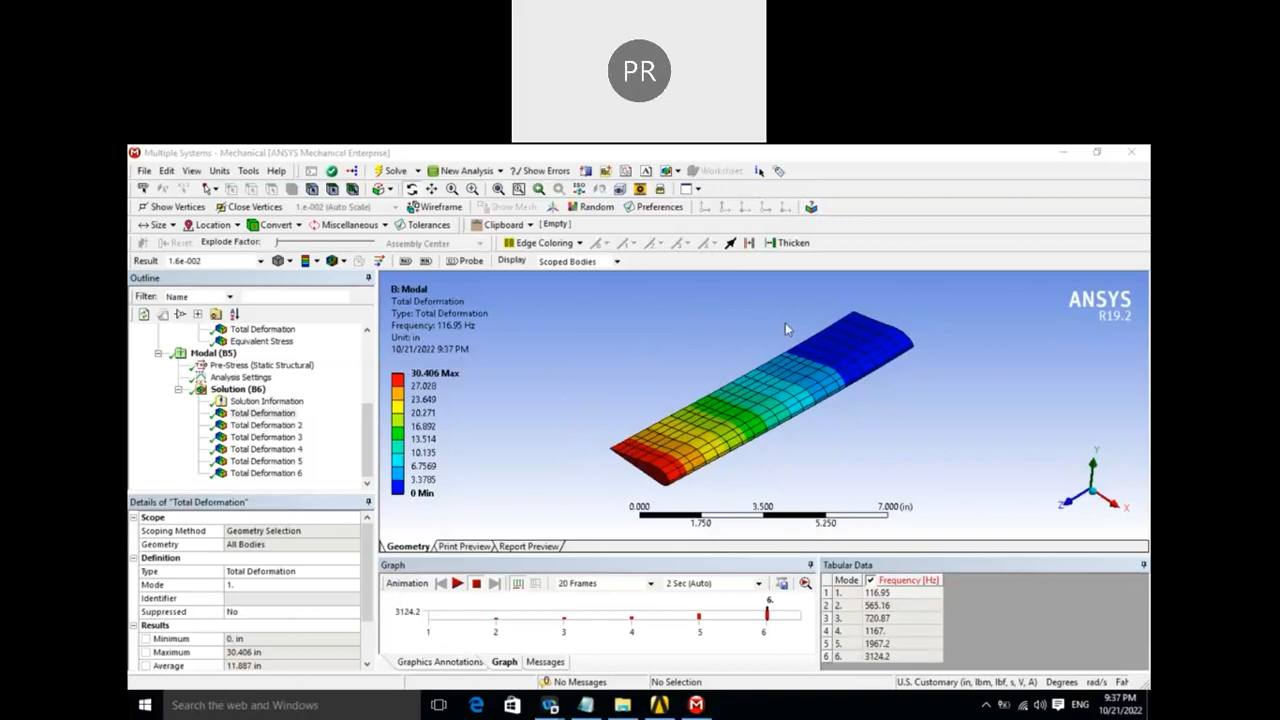 PR
Multiple Systems - Mechanical [ANSYS Mechanical Enterprise]
File Edit View Units Tools Help Solve New Analysis ?/ Show Errors Worksheet
Show Vertices Close Vertices 1.e-002 (Auto Scale) Wireframe Show Mesh Random Preferences
Size Location Convert Miscellaneous Tolerances Clipboard [Empty]
Reset Explode Factor: Assembly Center Edge Coloring Thicken
Result 1.6e-002 Probe Display Scoped Bodies
Outline
Filter: Name
Total Deformation
Equivalent Stress
Modal (B5)
Pre-Stress (Static Structural)
Analysis Settings
Solution (B6)
Solution Information
Total Deformation
Total Deformation 2
Total Deformation 3
Total Deformation 4
Total Deformation 5
Total Deformation 6
B: Modal
Total Deformation
Type: Total Deformation
Frequency: 116.95 Hz
Unit: in
10/21/2022 9:37 PM
30.406 Max
27.028
23.649
20.271
16.892
13.514
10.135
6.7569
3.3785
0 Min
ANSYS
R19.2
0.000 3.500 7.000 (in)
1.750 5.250
Y
Z X
Geometry Print Preview Report Preview
Details of "Total Deformation"
Scope
Scoping Method Geometry Selection
Geometry All Bodies
Definition
Type Total Deformation
Mode 1.
Identifier
Suppressed No
Results
Minimum 0. in
Maximum 30.406 in
Average 11.887 in
Graph
Animation 20 Frames 2 Sec (Auto)
6.
3124.2
1 2 3 4 5 6
Graphics Annotations Graph Messages
Tabular Data
Mode Frequency [Hz]
1 1. 116.95
2 2. 565.16
3 3. 720.87
4 4. 1167.
5 5. 1967.2
6 6. 3124.2
No Messages No Selection U.S. Customary (in, lbm, lbf, s, V, A) Degrees rad/s Fah
Search the web and Windows
ENG
9:37 PM
10/21/2022